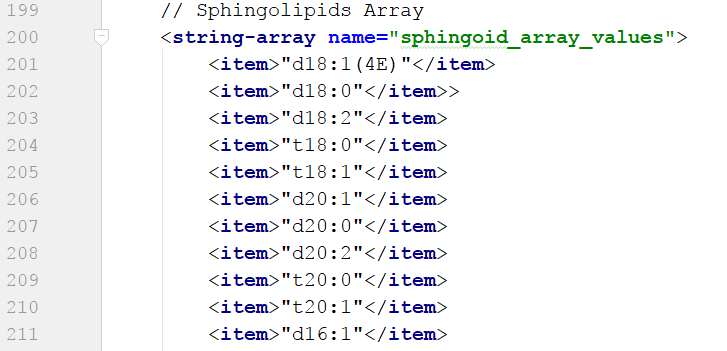 199 // Sphingolipids Array
200 <string-array name="sphingoid_array_values">
201 <item>"d18:1(4E)"</item>
202 <item>"d18:0"</item>>
203 <item>"d18:2"</item>
204 <item>"t18:0"</item>
205 <item>"t18:1"</item>
206 <item>"d20:1"</item>
207 <item>"d20:0"</item>
208 <item>"d20:2"</item>
209 <item>"t20:0"</item>
210 <item>"t20:1"</item>
211 <item>"d16:1"</item>